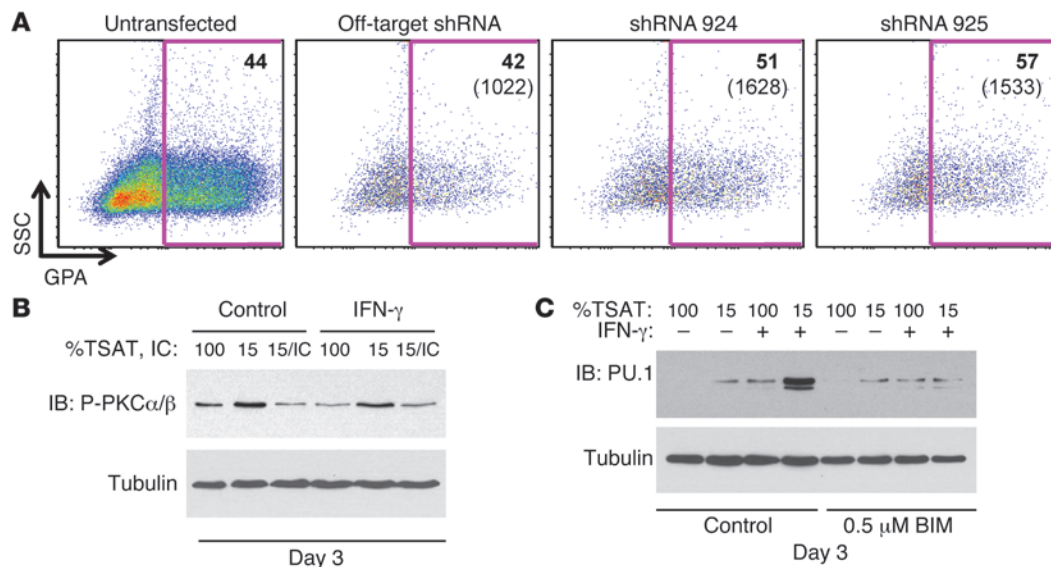 A
Untransfected Off-target shRNA shRNA 924 shRNA 925
44 42 51 57
(1022) (1628) (1533)
SSC
GPA
B
Control IFN-γ
%TSAT, IC: 100 15 15/IC 100 15 15/IC
IB: P-PKCα/β
Tubulin
Day 3
C
%TSAT: 100 15 100 15 100 15 100 15
IFN-γ: − − + + − − + +
IB: PU.1
Tubulin
Control 0.5 μM BIM
Day 3